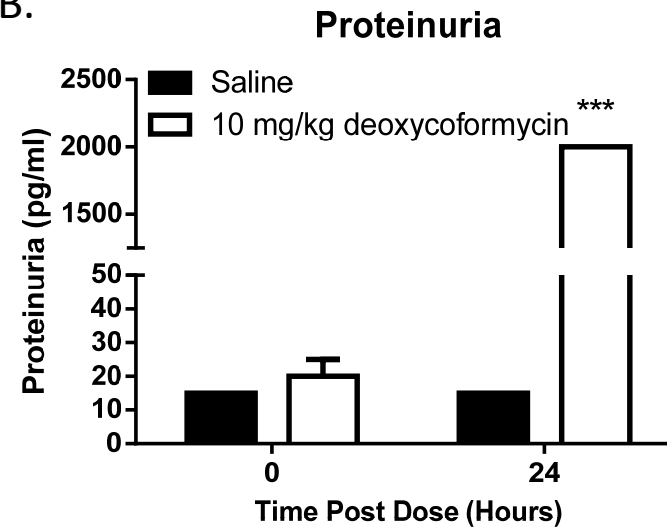 B.
Proteinuria
Proteinuria (pg/ml)
2500
2000
1500
50
40
30
20
10
0
Saline
10 mg/kg deoxycoformycin
***
0
24
Time Post Dose (Hours)